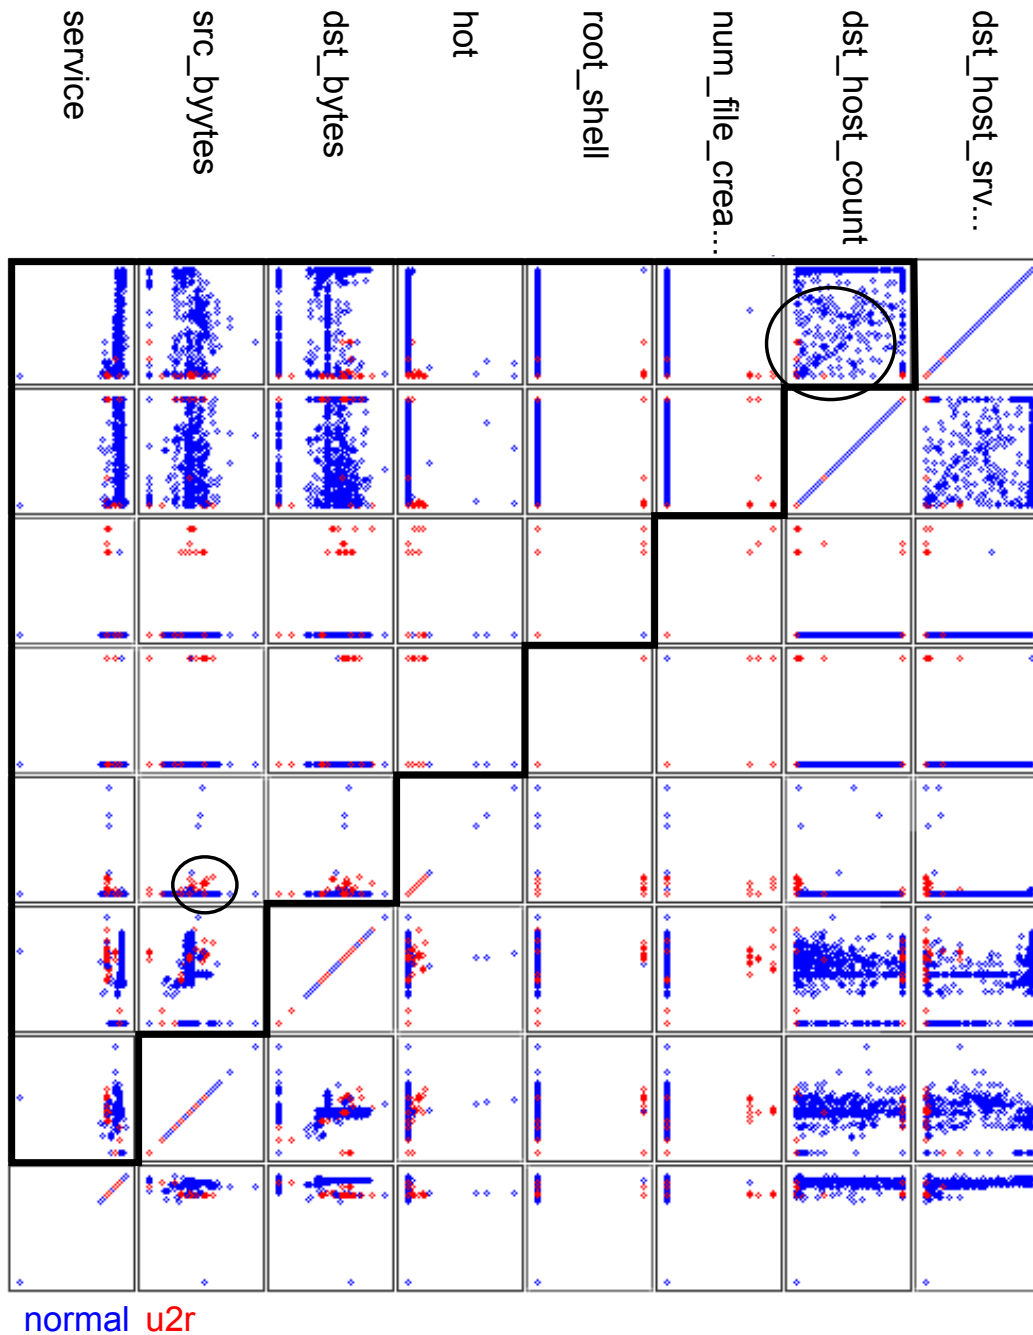 service
src_byytes
dst_bytes
hot
root_shell
num_file_crea...
dst_host_count
dst_host_srv...
normal u2r